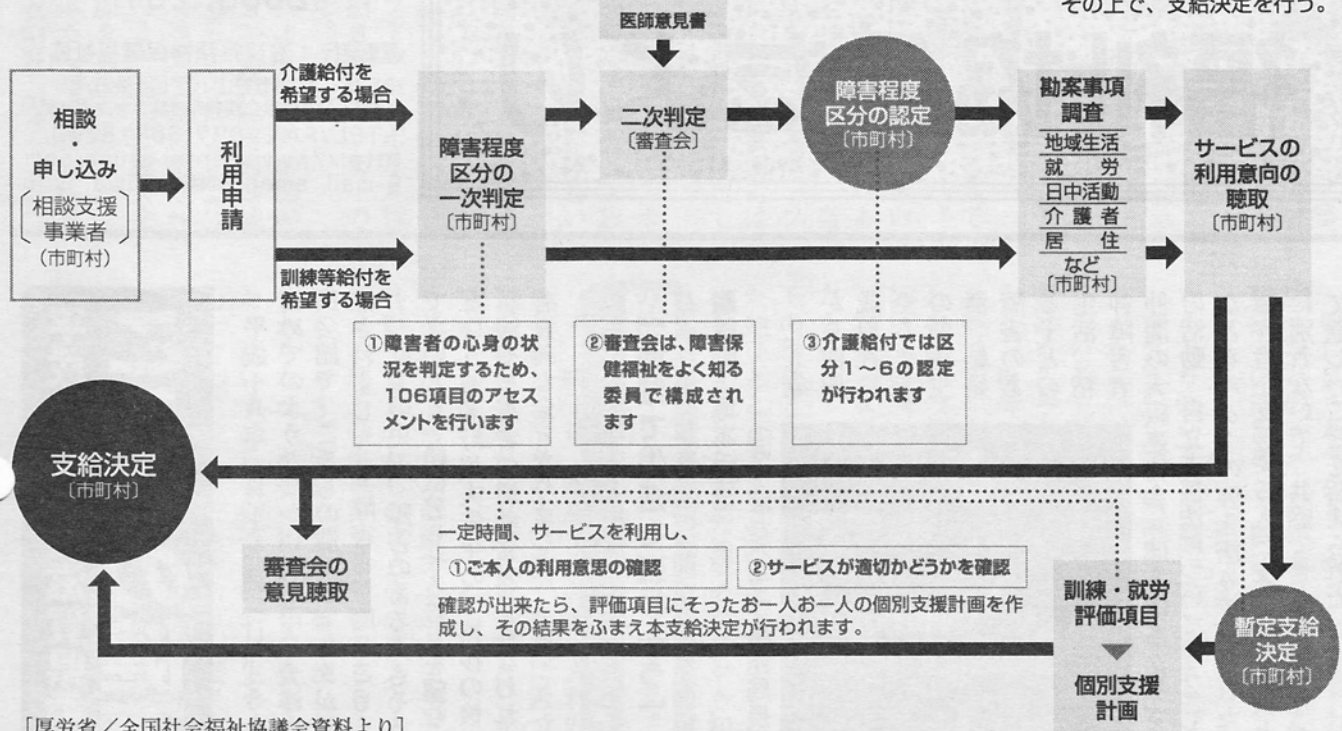 その上で、支給決定を行う。
医師意見書
相談
・
申し込み
相談支援
事業者
（市町村）
利用申請
介護給付を
希望する場合
訓練等給付を
希望する場合
障害程度
区分の
一次判定
〔市町村〕
二次判定
〔審査会〕
障害程度
区分の認定
〔市町村〕
勘案事項
調査
地域生活
就　労
日中活動
介護者
居　住
など
〔市町村〕
サービスの
利用意向の
聴取
〔市町村〕
①障害者の心身の状
況を判定するため、
106項目のアセス
メントを行います
②審査会は、障害保
健福祉をよく知る
委員で構成され
ます
③介護給付では区
分1～6の認定
が行われます
支給決定
〔市町村〕
審査会の
意見聴取
一定時間、サービスを利用し、
①ご本人の利用意思の確認
②サービスが適切かどうかを確認
確認が出来たら、評価項目にそったお一人お一人の個別支援計画を作
成し、その結果をふまえ本支給決定が行われます。
訓練・就労
評価項目
個別支援
計画
暫定支給
決定
〔市町村〕
［厚労省／全国社会福祉協議会資料より］